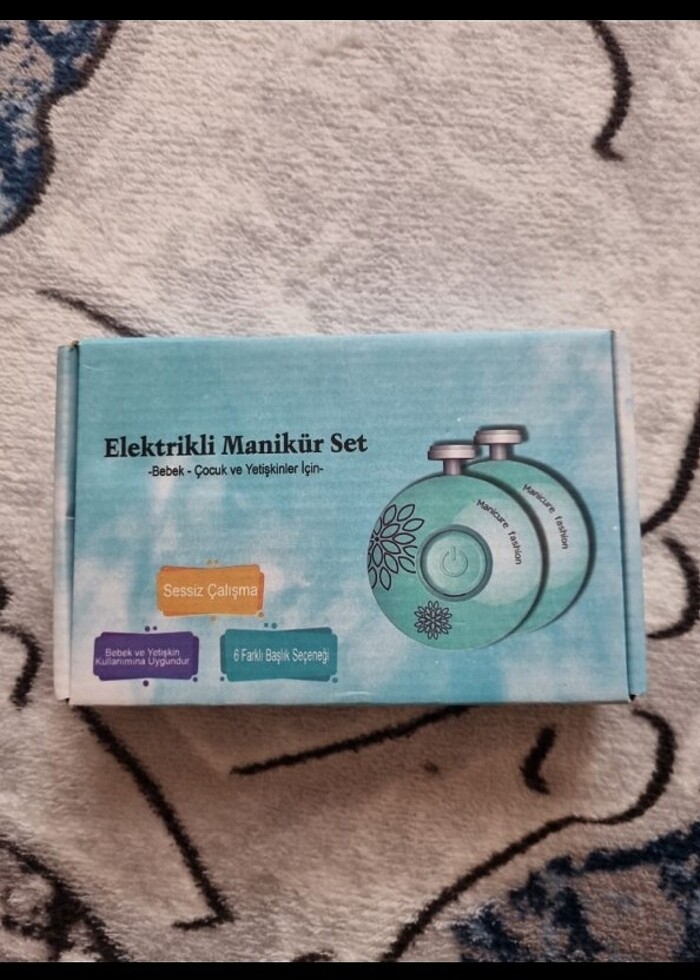 Elektrikli Manikür Set
-Bebek - Çocuk ve Yetişkinler İçin-
Manicure fashion
Manicure fashion
Sessiz Çalışma
Bebek ve Yetişkin
Kullanımına Uygundur
6 Farklı Başlık Seçeneği